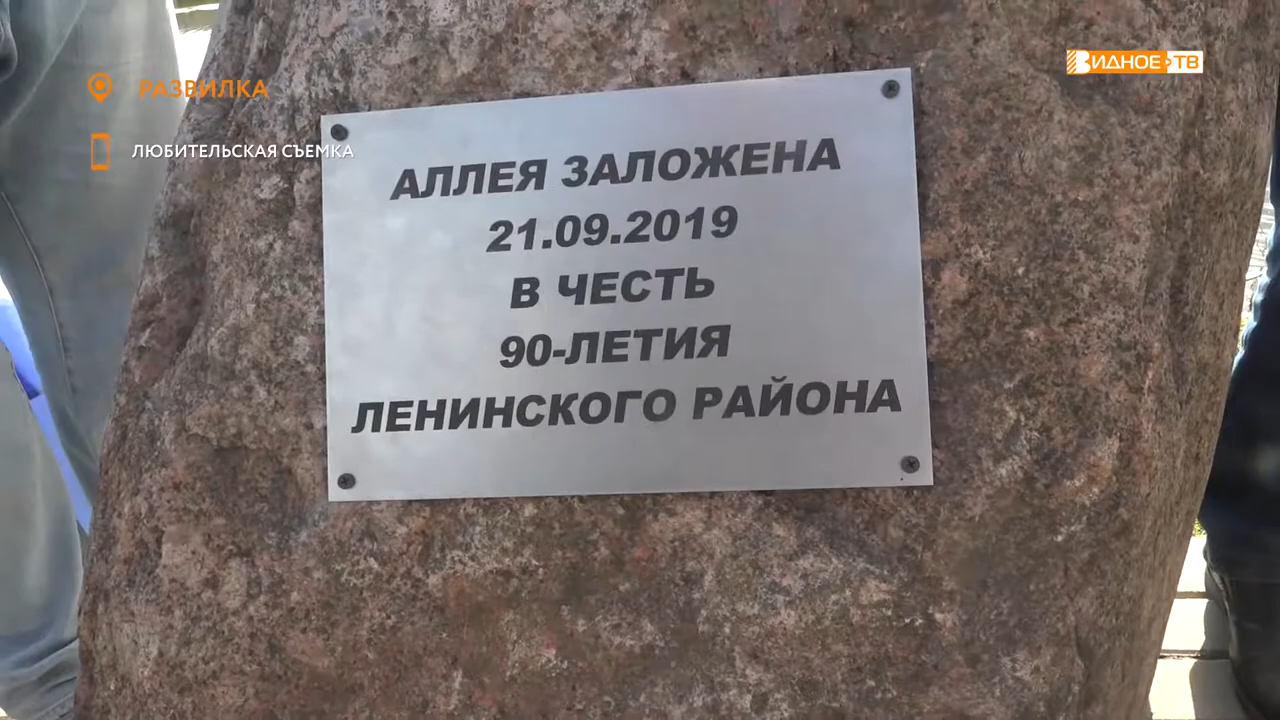 РАЗВИЛКА
ВИДНОЕ ТВ
ЛЮБИТЕЛЬСКАЯ СЪЕМКА
АЛЛЕЯ ЗАЛОЖЕНА
21.09.2019
В ЧЕСТЬ
90-ЛЕТИЯ
ЛЕНИНСКОГО РАЙОНА